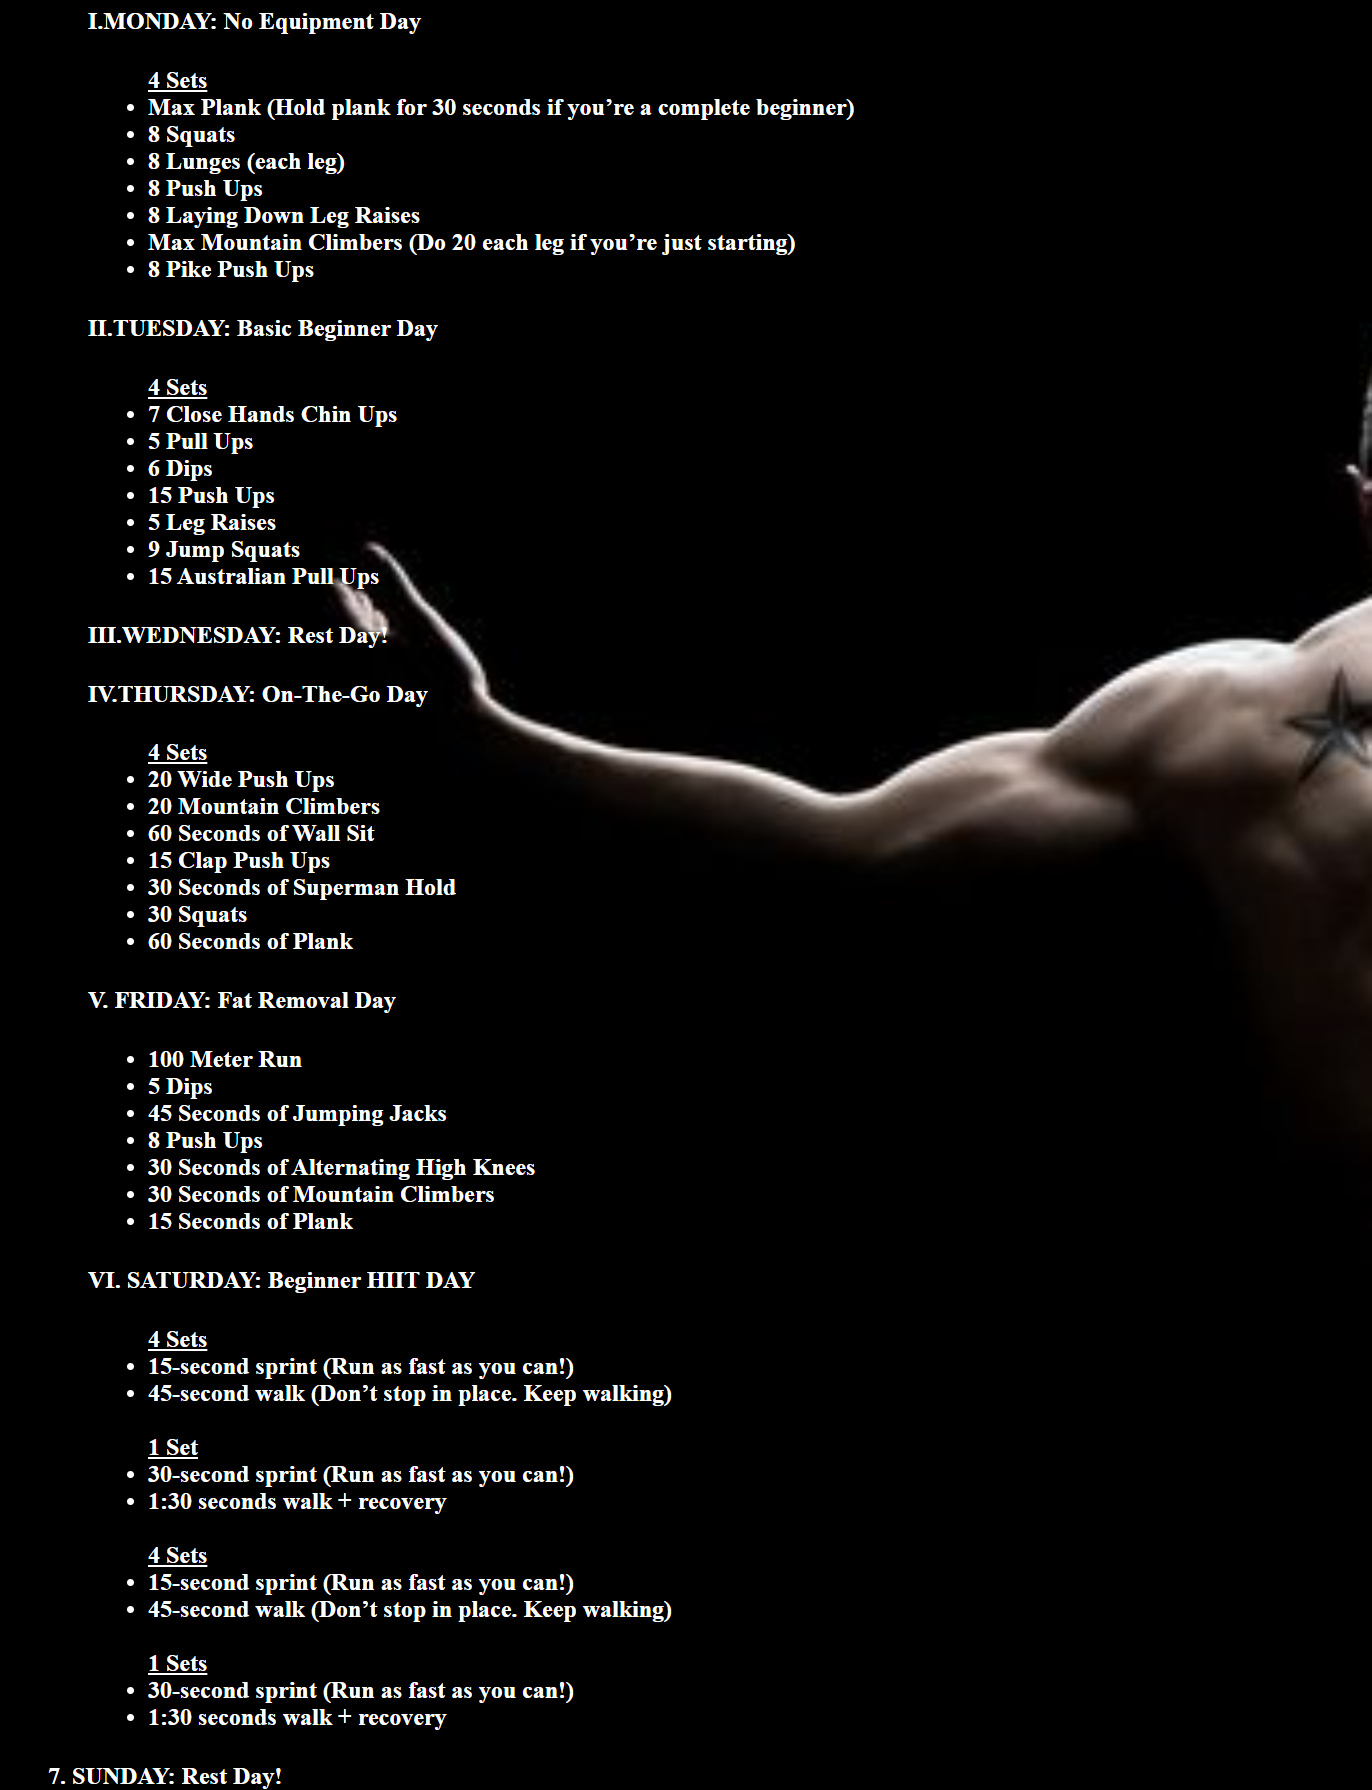 I.MONDAY: No Equipment Day
4 Sets
• Max Plank (Hold plank for 30 seconds if you’re a complete beginner)
• 8 Squats
• 8 Lunges (each leg)
• 8 Push Ups
• 8 Laying Down Leg Raises
• Max Mountain Climbers (Do 20 each leg if you’re just starting)
• 8 Pike Push Ups
II.TUESDAY: Basic Beginner Day
4 Sets
• 7 Close Hands Chin Ups
• 5 Pull Ups
• 6 Dips
• 15 Push Ups
• 5 Leg Raises
• 9 Jump Squats
• 15 Australian Pull Ups
III.WEDNESDAY: Rest Day!
IV.THURSDAY: On-The-Go Day
4 Sets
• 20 Wide Push Ups
• 20 Mountain Climbers
• 60 Seconds of Wall Sit
• 15 Clap Push Ups
• 30 Seconds of Superman Hold
• 30 Squats
• 60 Seconds of Plank
V. FRIDAY: Fat Removal Day
• 100 Meter Run
• 5 Dips
• 45 Seconds of Jumping Jacks
• 8 Push Ups
• 30 Seconds of Alternating High Knees
• 30 Seconds of Mountain Climbers
• 15 Seconds of Plank
VI. SATURDAY: Beginner HIIT DAY
4 Sets
• 15-second sprint (Run as fast as you can!)
• 45-second walk (Don’t stop in place. Keep walking)
1 Set
• 30-second sprint (Run as fast as you can!)
• 1:30 seconds walk + recovery
4 Sets
• 15-second sprint (Run as fast as you can!)
• 45-second walk (Don’t stop in place. Keep walking)
1 Sets
• 30-second sprint (Run as fast as you can!)
• 1:30 seconds walk + recovery
7. SUNDAY: Rest Day!